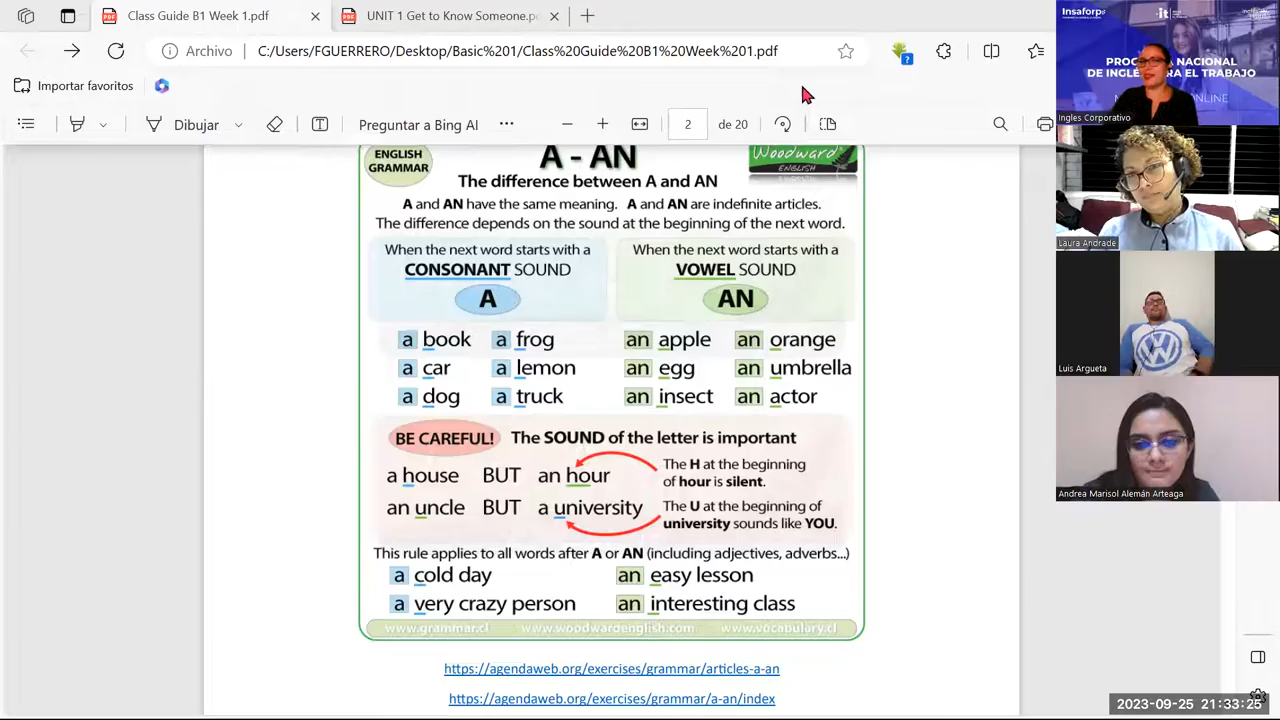 Class Guide B1 Week 1.pdf
UNIT 1 Get to Know Someone.p
Archivo
C:/Users/FGUERRERO/Desktop/Basic%201/Class%20Guide%20B1%20Week%201.pdf
Importar favoritos
Dibujar
Preguntar a Bing AI
2
de 20
ENGLISH
GRAMMAR
A - AN
Woodward
ENGLISH
The difference between A and AN
A and AN have the same meaning. A and AN are indefinite articles.
The difference depends on the sound at the beginning of the next word.
When the next word starts with a
CONSONANT SOUND
A
When the next word starts with a
VOWEL SOUND
AN
a book a frog an apple an orange
a car a lemon an egg an umbrella
a dog a truck an insect an actor
BE CAREFUL! The SOUND of the letter is important
a house BUT an hour
The H at the beginning
of hour is silent.
an uncle BUT a university
The U at the beginning of
university sounds like YOU.
This rule applies to all words after A or AN (including adjectives, adverbs...)
a cold day an easy lesson
a very crazy person an interesting class
www.grammar.cl www.woodwardenglish.com www.vocabulary.cl
https://agendaweb.org/exercises/grammar/articles-a-an
https://agendaweb.org/exercises/grammar/a-an/index
Insaforp
NACIONAL
DE INGL ARA EL TRABAJO
NLINE
Ingles Corporativo
Laura Andrade
Luis Argueta
Andrea Marisol Alemán Arteaga
2023-09-25 21:33:25